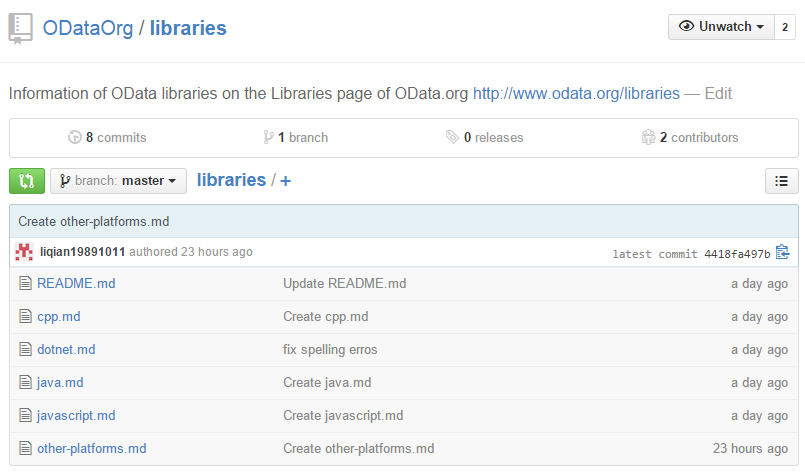 ODataOrg / libraries
Unwatch 2
Information of OData libraries on the Libraries page of OData.org http://www.odata.org/libraries — Edit
8 commits 1 branch 0 releases 2 contributors
branch: master libraries / +
Create other-platforms.md
liqian19891011 authored 23 hours ago latest commit 4418fa497b
README.md Update README.md a day ago
cpp.md Create cpp.md a day ago
dotnet.md fix spelling erros a day ago
java.md Create java.md a day ago
javascript.md Create javascript.md a day ago
other-platforms.md Create other-platforms.md 23 hours ago